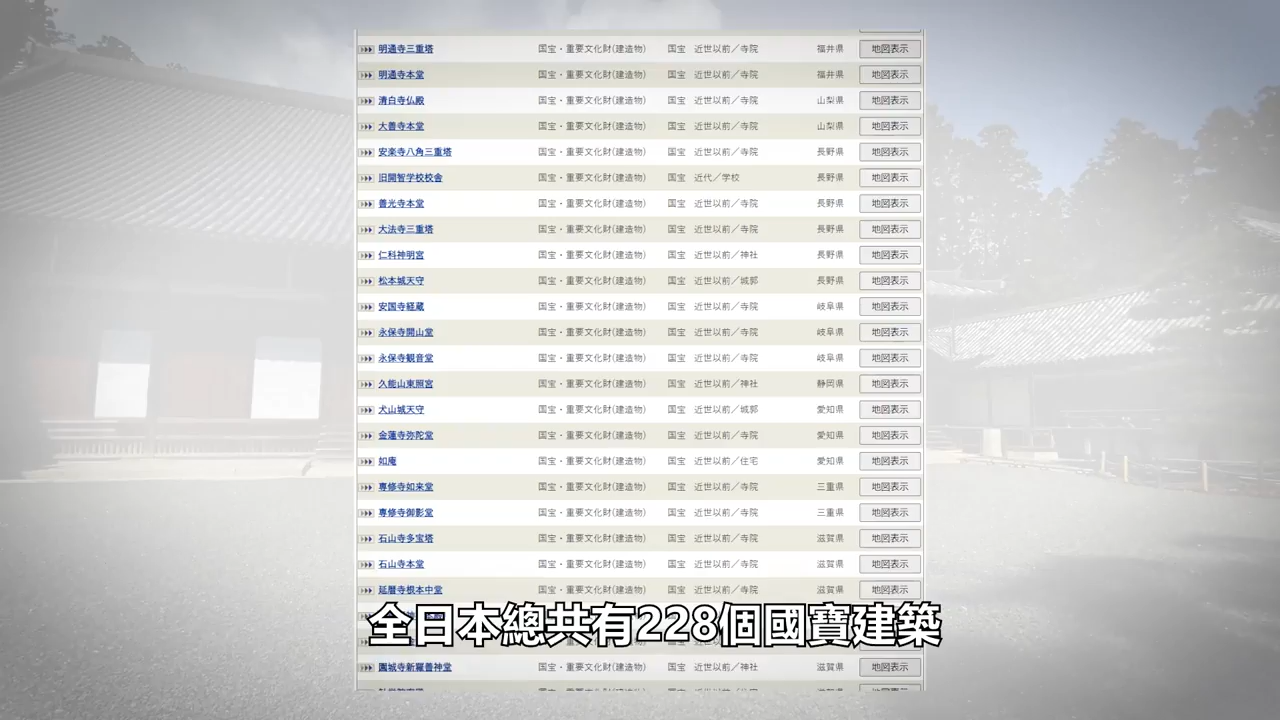 明通寺三重塔 国宝・重要文化財(建造物) 国宝 近世以前／寺院 福井県 地図表示
明通寺本堂 国宝・重要文化財(建造物) 国宝 近世以前／寺院 福井県 地図表示
清白寺仏殿 国宝・重要文化財(建造物) 国宝 近世以前／寺院 山梨県 地図表示
大善寺本堂 国宝・重要文化財(建造物) 国宝 近世以前／寺院 山梨県 地図表示
安楽寺八角三重塔 国宝・重要文化財(建造物) 国宝 近世以前／寺院 長野県 地図表示
旧開智学校校舎 国宝・重要文化財(建造物) 国宝 近代／学校 長野県 地図表示
善光寺本堂 国宝・重要文化財(建造物) 国宝 近世以前／寺院 長野県 地図表示
大法寺三重塔 国宝・重要文化財(建造物) 国宝 近世以前／寺院 長野県 地図表示
仁科神明宮 国宝・重要文化財(建造物) 国宝 近世以前／神社 長野県 地図表示
松本城天守 国宝・重要文化財(建造物) 国宝 近世以前／城郭 長野県 地図表示
安国寺経蔵 国宝・重要文化財(建造物) 国宝 近世以前／寺院 岐阜県 地図表示
永保寺開山堂 国宝・重要文化財(建造物) 国宝 近世以前／寺院 岐阜県 地図表示
永保寺観音堂 国宝・重要文化財(建造物) 国宝 近世以前／寺院 岐阜県 地図表示
久能山東照宮 国宝・重要文化財(建造物) 国宝 近世以前／神社 静岡県 地図表示
犬山城天守 国宝・重要文化財(建造物) 国宝 近世以前／城郭 愛知県 地図表示
金蓮寺弥陀堂 国宝・重要文化財(建造物) 国宝 近世以前／寺院 愛知県 地図表示
如庵 国宝・重要文化財(建造物) 国宝 近世以前／住宅 愛知県 地図表示
専修寺如来堂 国宝・重要文化財(建造物) 国宝 近世以前／寺院 三重県 地図表示
専修寺御影堂 国宝・重要文化財(建造物) 国宝 近世以前／寺院 三重県 地図表示
石山寺多宝塔 国宝・重要文化財(建造物) 国宝 近世以前／寺院 滋賀県 地図表示
石山寺本堂 国宝・重要文化財(建造物) 国宝 近世以前／寺院 滋賀県 地図表示
延暦寺根本中堂 国宝・重要文化財(建造物) 国宝 近世以前／寺院 滋賀県 地図表示
全日本總共有228個國寶建築
園城寺新羅善神堂 国宝・重要文化財(建造物) 国宝 近世以前／神社 滋賀県 地図表示